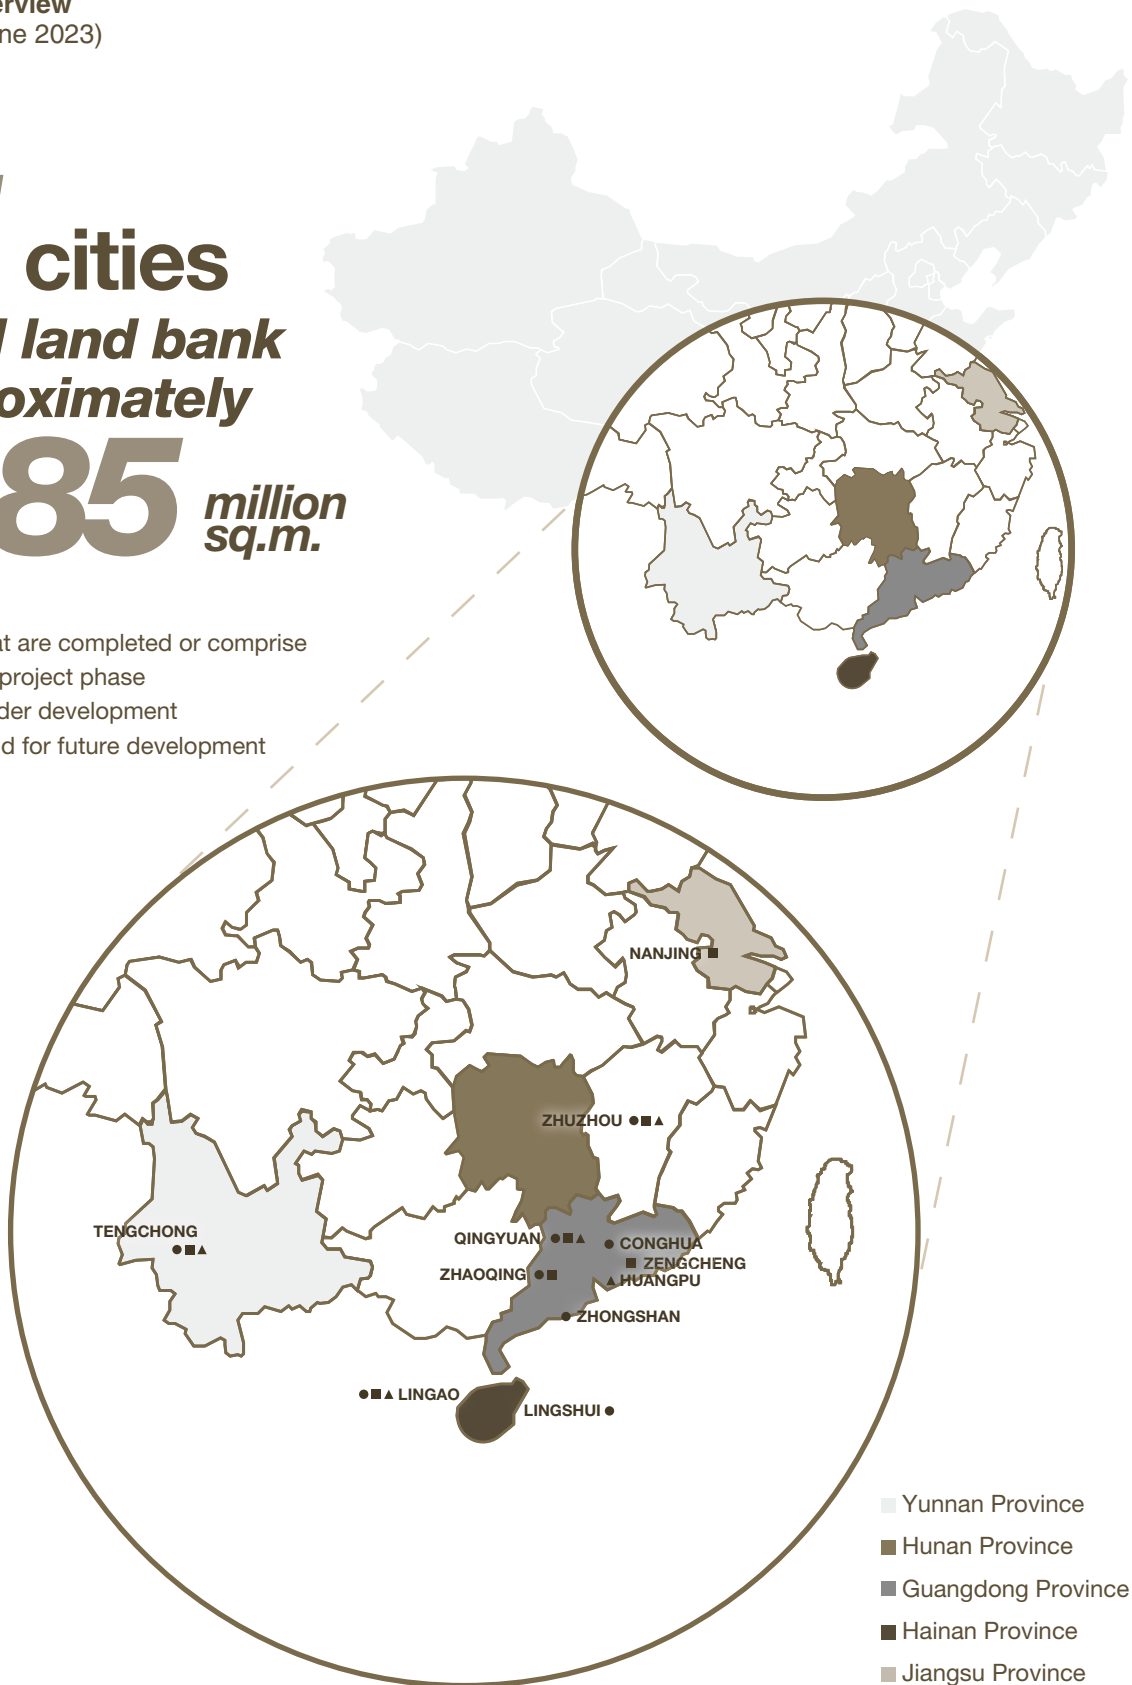 erview
ne 2023)
cities
l land bank
oximately
85 million
sq.m.
at are completed or comprise
project phase
der development
d for future development
NANJING
ZHUZHOU
TENGCHONG
QINGYUAN
CONGHUA
ZENGCHENG
ZHAOQING
HUANGPU
ZHONGSHAN
LINGAO
LINGSHUI
Yunnan Province
Hunan Province
Guangdong Province
Hainan Province
Jiangsu Province